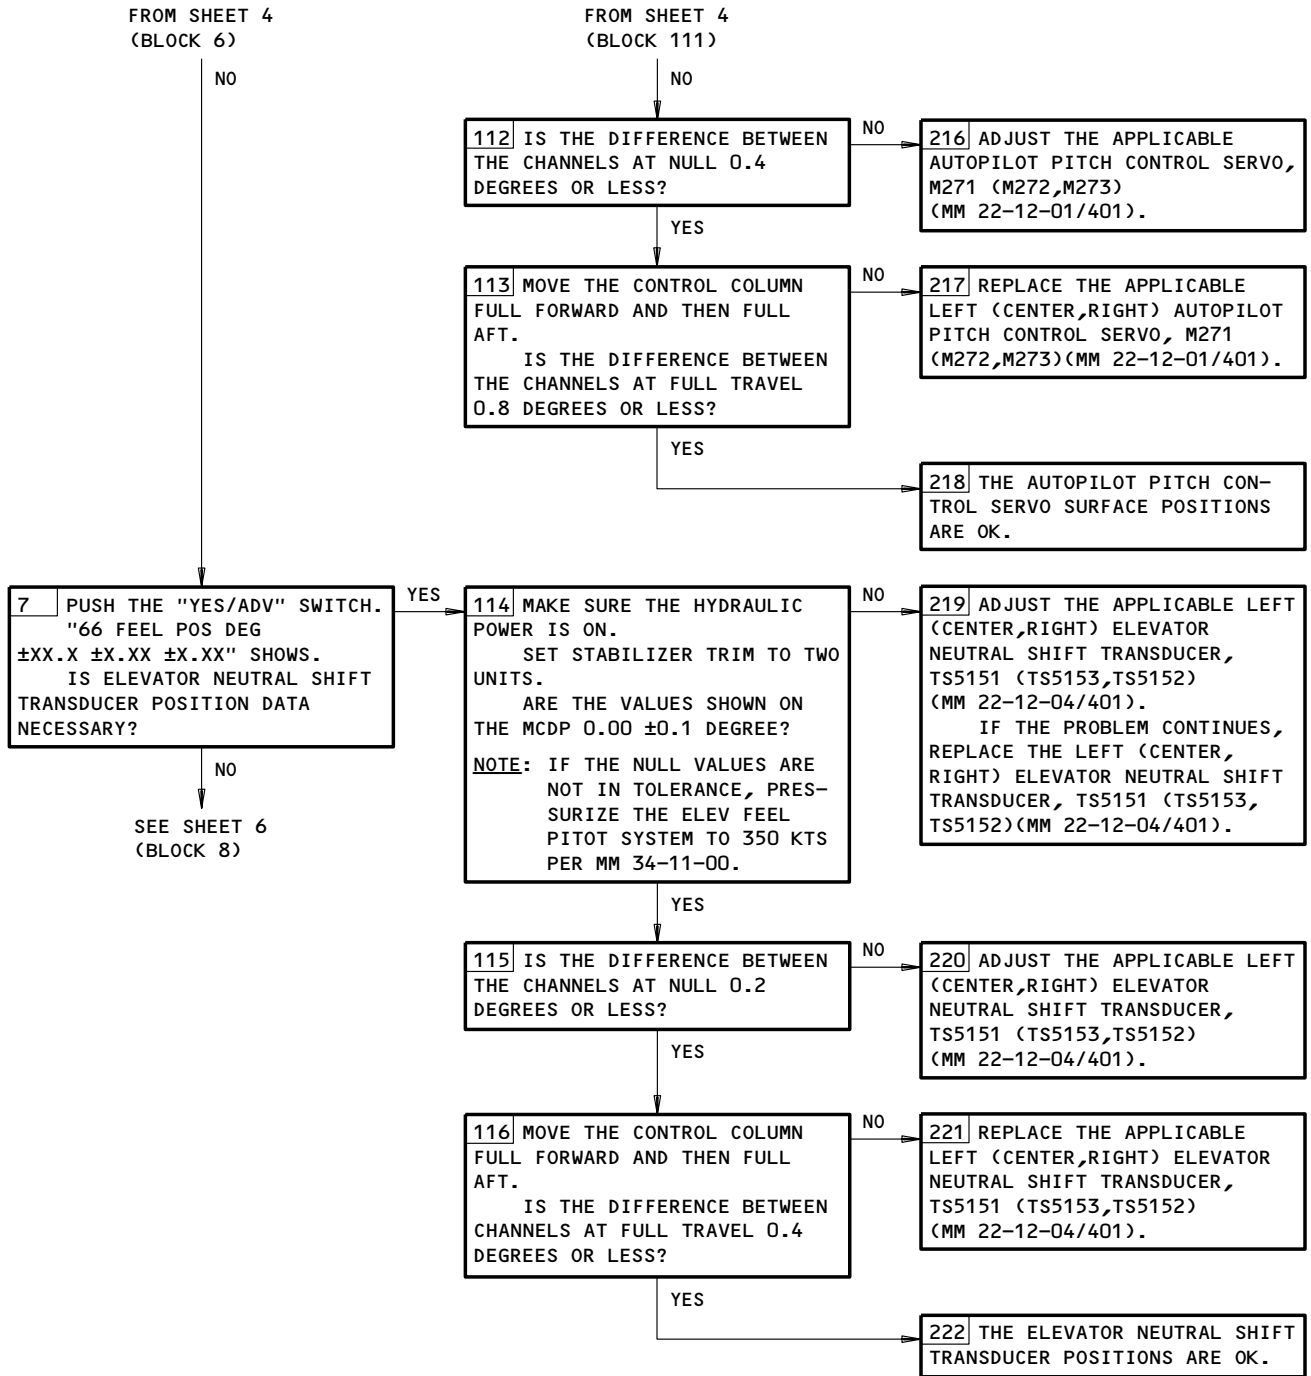 FROM SHEET 4
(BLOCK 6)
NO
FROM SHEET 4
(BLOCK 111)
NO
112 IS THE DIFFERENCE BETWEEN
THE CHANNELS AT NULL 0.4
DEGREES OR LESS?
NO
216 ADJUST THE APPLICABLE
AUTOPILOT PITCH CONTROL SERVO,
M271 (M272,M273)
(MM 22-12-01/401).
YES
113 MOVE THE CONTROL COLUMN
FULL FORWARD AND THEN FULL
AFT.
IS THE DIFFERENCE BETWEEN
THE CHANNELS AT FULL TRAVEL
0.8 DEGREES OR LESS?
NO
217 REPLACE THE APPLICABLE
LEFT (CENTER,RIGHT) AUTOPILOT
PITCH CONTROL SERVO, M271
(M272,M273)(MM 22-12-01/401).
YES
218 THE AUTOPILOT PITCH CON-
TROL SERVO SURFACE POSITIONS
ARE OK.
7 PUSH THE "YES/ADV" SWITCH.
"66 FEEL POS DEG
±XX.X ±X.XX ±X.XX" SHOWS.
IS ELEVATOR NEUTRAL SHIFT
TRANSDUCER POSITION DATA
NECESSARY?
YES
NO
SEE SHEET 6
(BLOCK 8)
114 MAKE SURE THE HYDRAULIC
POWER IS ON.
SET STABILIZER TRIM TO TWO
UNITS.
ARE THE VALUES SHOWN ON
THE MCDP 0.00 ±0.1 DEGREE?
NOTE: IF THE NULL VALUES ARE
NOT IN TOLERANCE, PRES-
SURIZE THE ELEV FEEL
PITOT SYSTEM TO 350 KTS
PER MM 34-11-00.
NO
219 ADJUST THE APPLICABLE LEFT
(CENTER,RIGHT) ELEVATOR
NEUTRAL SHIFT TRANSDUCER,
TS5151 (TS5153,TS5152)
(MM 22-12-04/401).
IF THE PROBLEM CONTINUES,
REPLACE THE LEFT (CENTER,
RIGHT) ELEVATOR NEUTRAL SHIFT
TRANSDUCER, TS5151 (TS5153,
TS5152)(MM 22-12-04/401).
YES
115 IS THE DIFFERENCE BETWEEN
THE CHANNELS AT NULL 0.2
DEGREES OR LESS?
NO
220 ADJUST THE APPLICABLE LEFT
(CENTER,RIGHT) ELEVATOR
NEUTRAL SHIFT TRANSDUCER,
TS5151 (TS5153,TS5152)
(MM 22-12-04/401).
YES
116 MOVE THE CONTROL COLUMN
FULL FORWARD AND THEN FULL
AFT.
IS THE DIFFERENCE BETWEEN
CHANNELS AT FULL TRAVEL 0.4
DEGREES OR LESS?
NO
221 REPLACE THE APPLICABLE
LEFT (CENTER,RIGHT) ELEVATOR
NEUTRAL SHIFT TRANSDUCER,
TS5151 (TS5153,TS5152)
(MM 22-12-04/401).
YES
222 THE ELEVATOR NEUTRAL SHIFT
TRANSDUCER POSITIONS ARE OK.